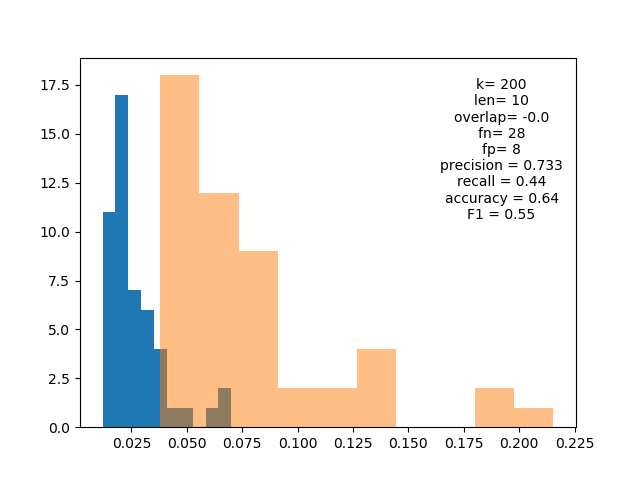 k= 200
len= 10
overlap= -0.0
fn= 28
fp= 8
precision = 0.733
recall = 0.44
accuracy = 0.64
F1 = 0.55
17.5
15.0
12.5
10.0
7.5
5.0
2.5
0.0
0.025 0.050 0.075 0.100 0.125 0.150 0.175 0.200 0.225